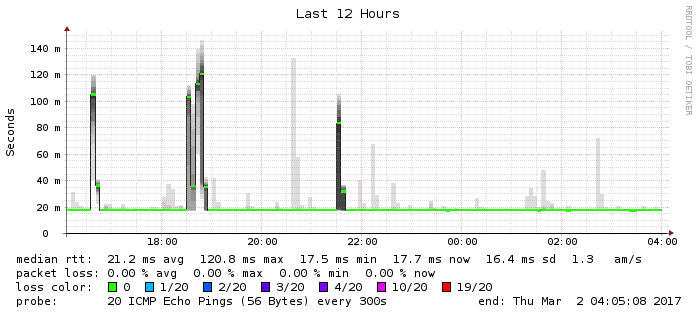 Last 12 Hours
RRDTOOL / TOBI OETIKER
Seconds
140 m
120 m
100 m
80 m
60 m
40 m
20 m
0
18:00 20:00 22:00 00:00 02:00 04:00
median rtt: 21.2 ms avg 120.8 ms max 17.5 ms min 17.7 ms now 16.4 ms sd 1.3 am/s
packet loss: 0.00 % avg 0.00 % max 0.00 % min 0.00 % now
loss color: 0 1/20 2/20 3/20 4/20 10/20 19/20
probe: 20 ICMP Echo Pings (56 Bytes) every 300s end: Thu Mar 2 04:05:08 2017